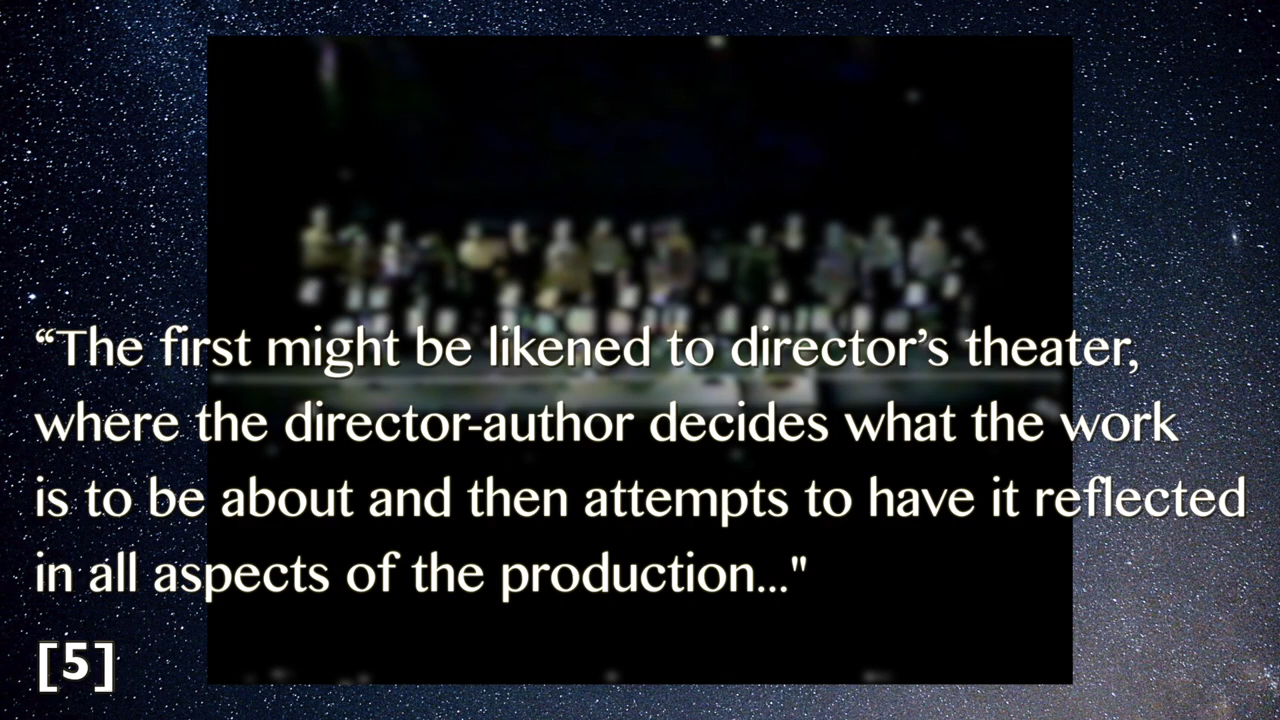 “The first might be likened to director’s theater,
where the director-author decides what the work
is to be about and then attempts to have it reflected
in all aspects of the production..."
[5]